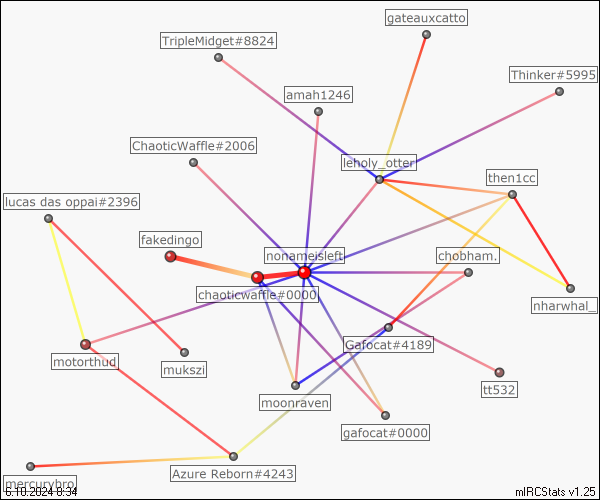 gateauxcatto
TripleMidget#8824
Thinker#5995
amah1246
ChaoticWaffle#2006
leholy_otter
then1cc
lucas das oppai#2396
fakedingo
nonameisleft
chobham.
chaoticwaffle#0000
nharwhal_
Gafocat#4189
motorthud
mukszi
tt532
moonraven
gafocat#0000
Azure Reborn#4243
mercurybro
6.10.2024 0:34
mIRCStats v1.25